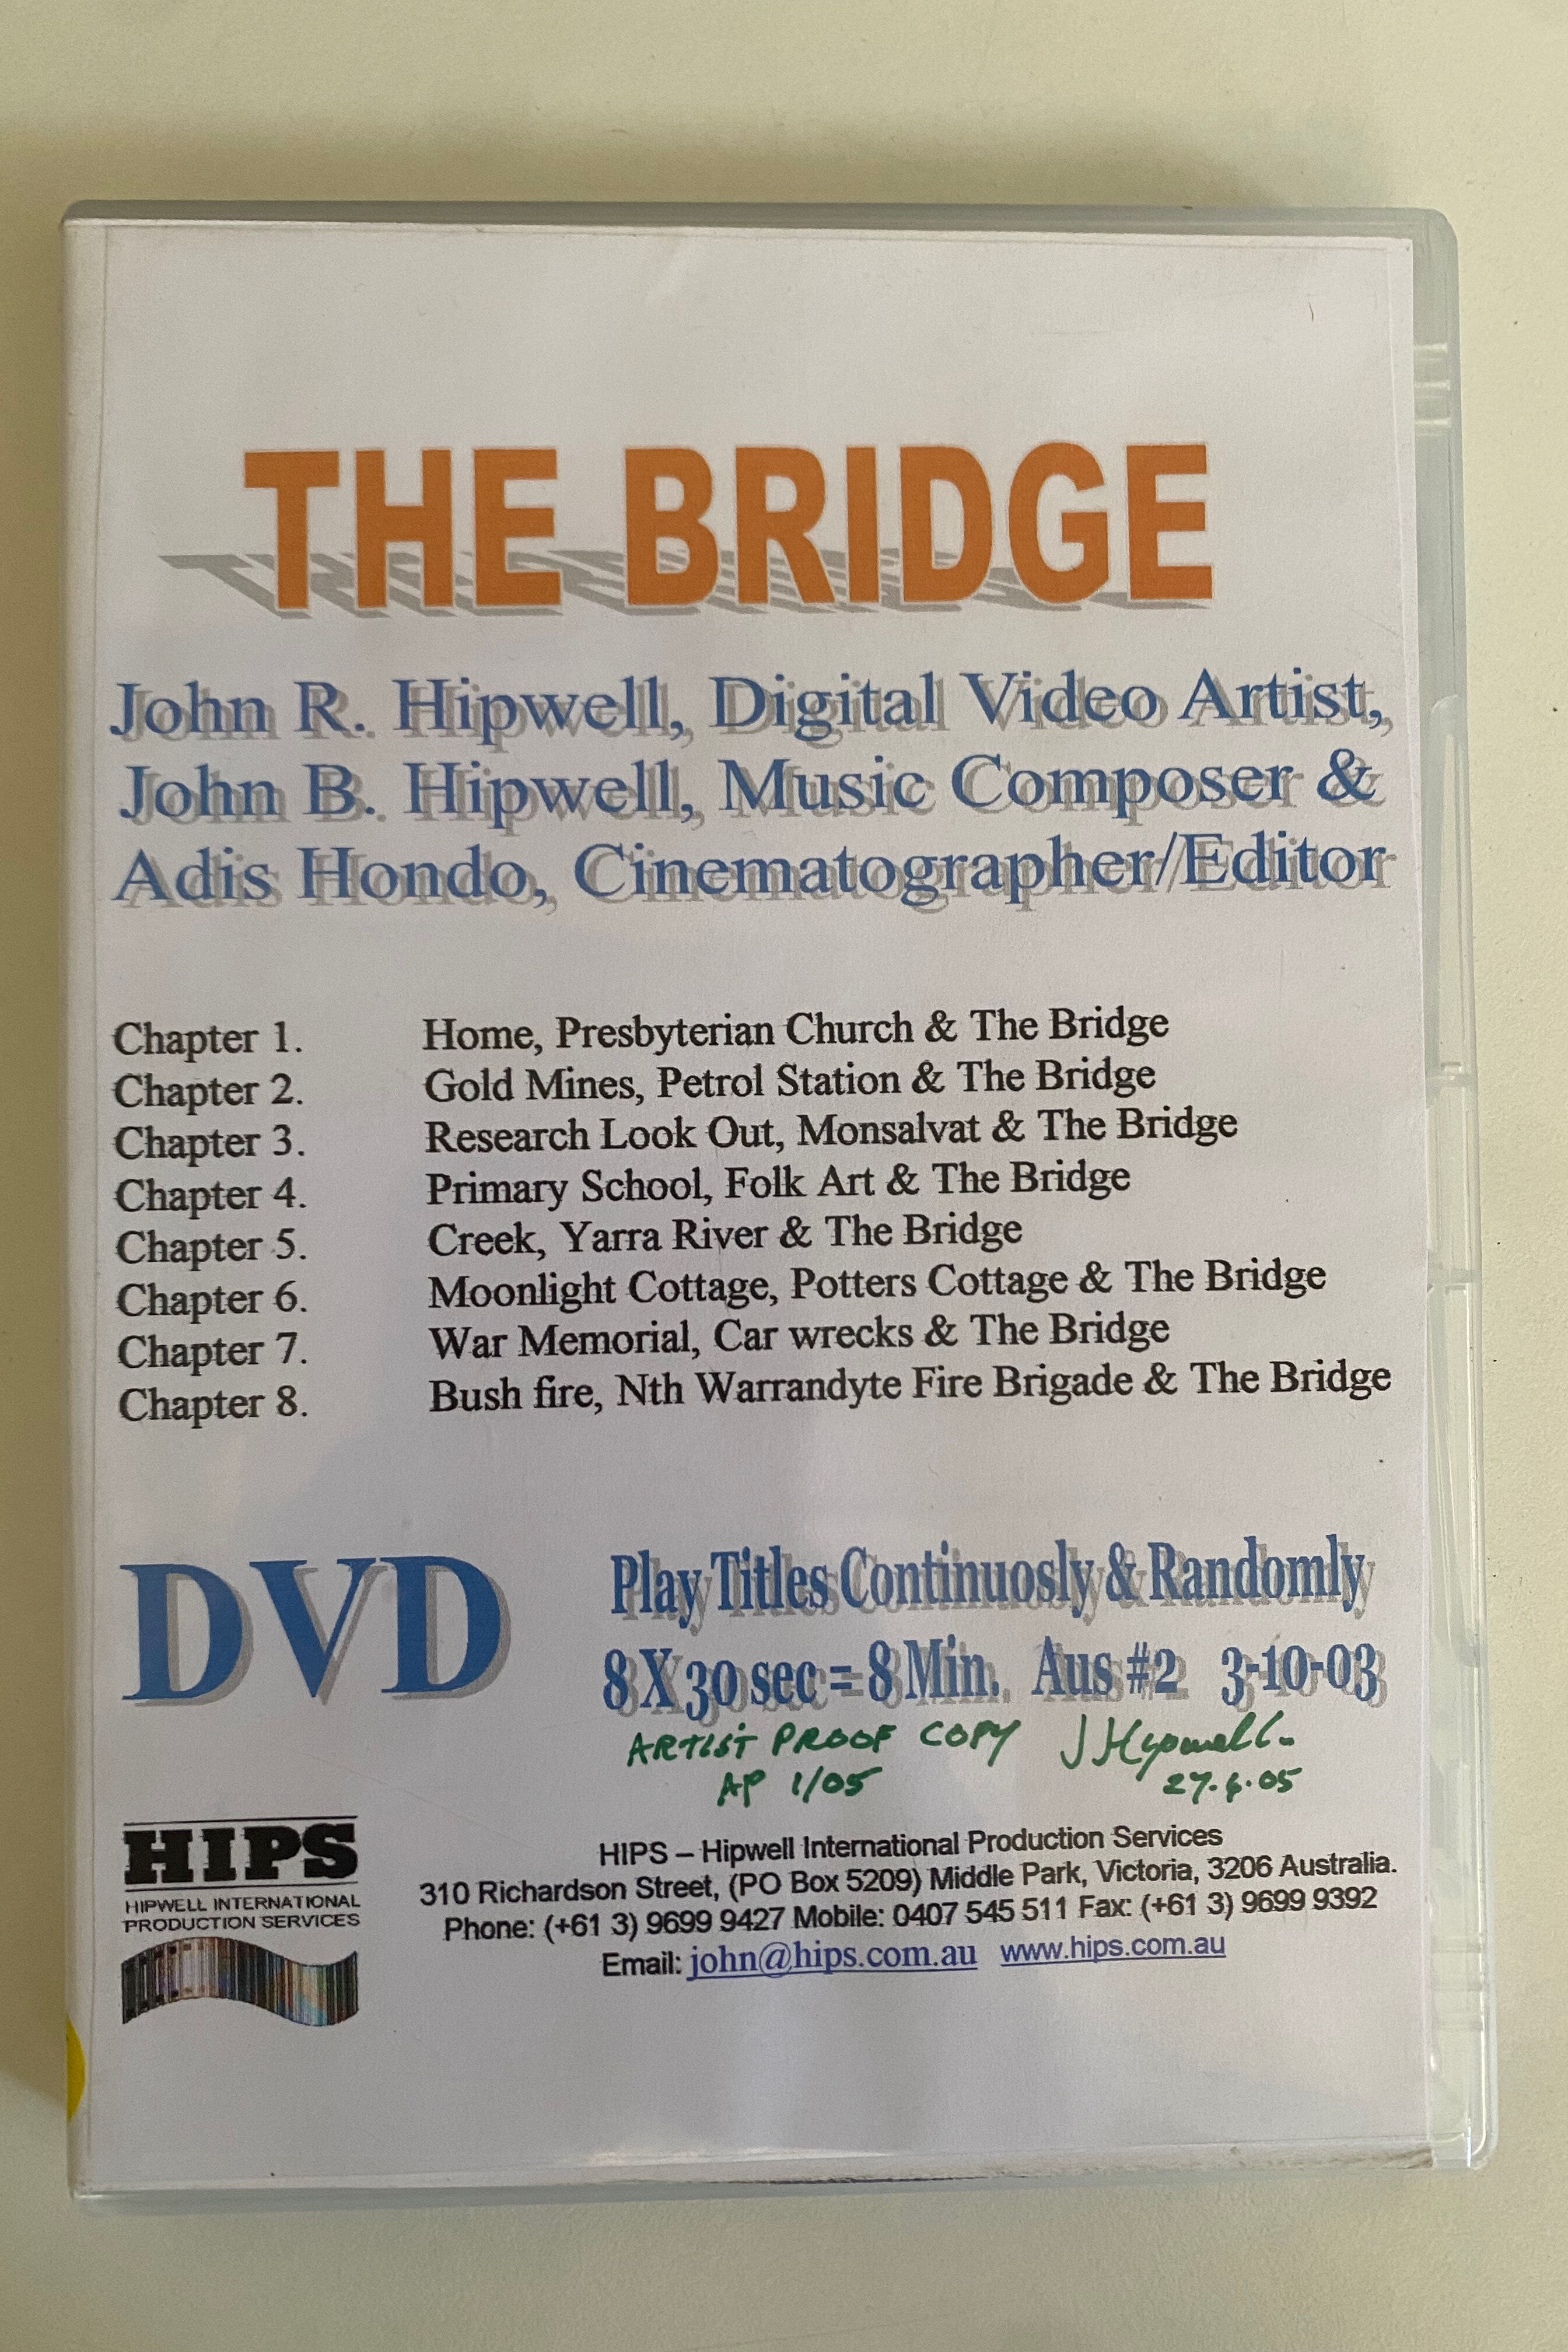 THE BRIDGE
John R. Hipwell, Digital Video Artist,
John B. Hipwell, Music Composer &
Adis Hondo, Cinematographer/Editor
Chapter 1. Home, Presbyterian Church & The Bridge
Chapter 2. Gold Mines, Petrol Station & The Bridge
Chapter 3. Research Look Out, Monsalvat & The Bridge
Chapter 4. Primary School, Folk Art & The Bridge
Chapter 5. Creek, Yarra River & The Bridge
Chapter 6. Moonlight Cottage, Potters Cottage & The Bridge
Chapter 7. War Memorial, Car wrecks & The Bridge
Chapter 8. Bush fire, Nth Warrandyte Fire Brigade & The Bridge
DVD
Play Titles Continuosly & Randomly
8 X 30 sec = 8 Min. Aus #2 3-10-03
ARTIST PROOF COPY J Hipwell.
AP 1/05 27.6.05
HIPS
HIPWELL INTERNATIONAL
PRODUCTION SERVICES
HIPS – Hipwell International Production Services
310 Richardson Street, (PO Box 5209) Middle Park, Victoria, 3206 Australia.
Phone: (+61 3) 9699 9427 Mobile: 0407 545 511 Fax: (+61 3) 9699 9392
Email: john@hips.com.au www.hips.com.au